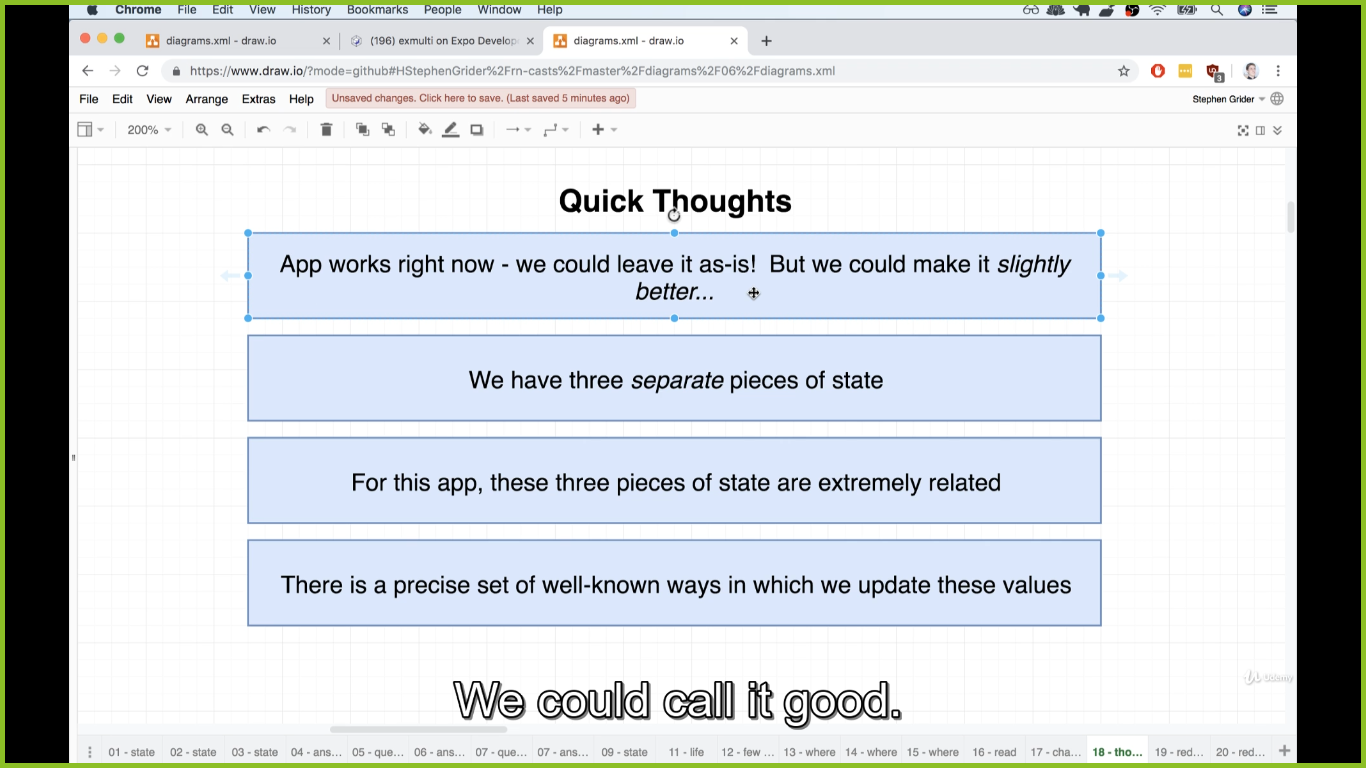 Chrome File Edit View History Bookmarks People Window Help
diagrams.xml - draw.io
(196) exmulti on Expo Develop
diagrams.xml - draw.io
https://www.draw.io/?mode=github#HStephenGrider%2Frn-casts%2Fmaster%2Fdiagrams%2F06%2Fdiagrams.xml
3
File Edit View Arrange Extras Help
Unsaved changes. Click here to save. (Last saved 5 minutes ago)
Stephen Grider
200%
Quick Thoughts
App works right now - we could leave it as-is! But we could make it slightly
better...
We have three separate pieces of state
For this app, these three pieces of state are extremely related
There is a precise set of well-known ways in which we update these values
Udemy
We could call it good.
01 - state 02 - state 03 - state 04 - ans... 05 - que... 06 - ans... 07 - que... 07 - ans... 09 - state 11 - life 12 - few ... 13 - where 14 - where 15 - where 16 - read 17 - cha... 18 - tho... 19 - red... 20 - red...